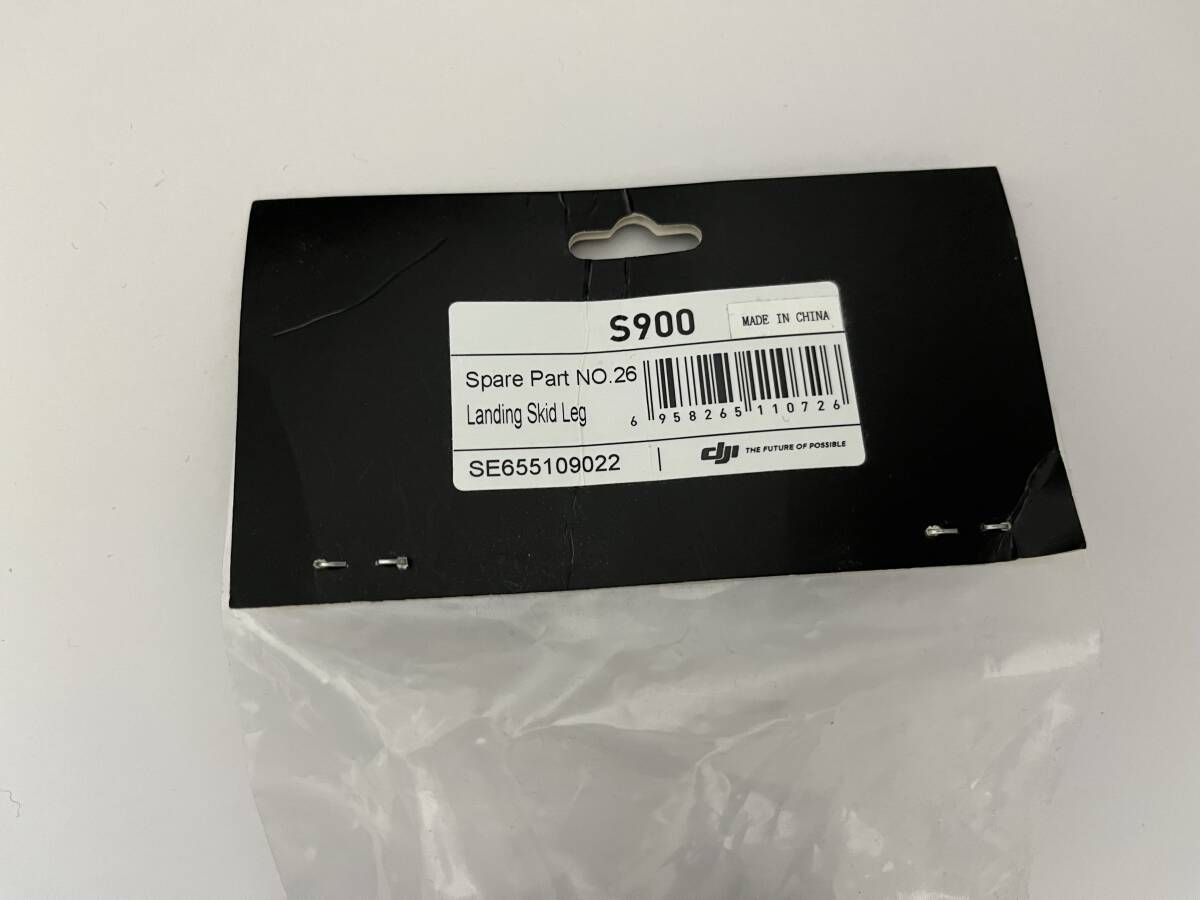 S900
MADE IN CHINA
Spare Part NO.26
Landing Skid Leg
6 958265 110726
SE655109022 |
dji THE FUTURE OF POSSIBLE